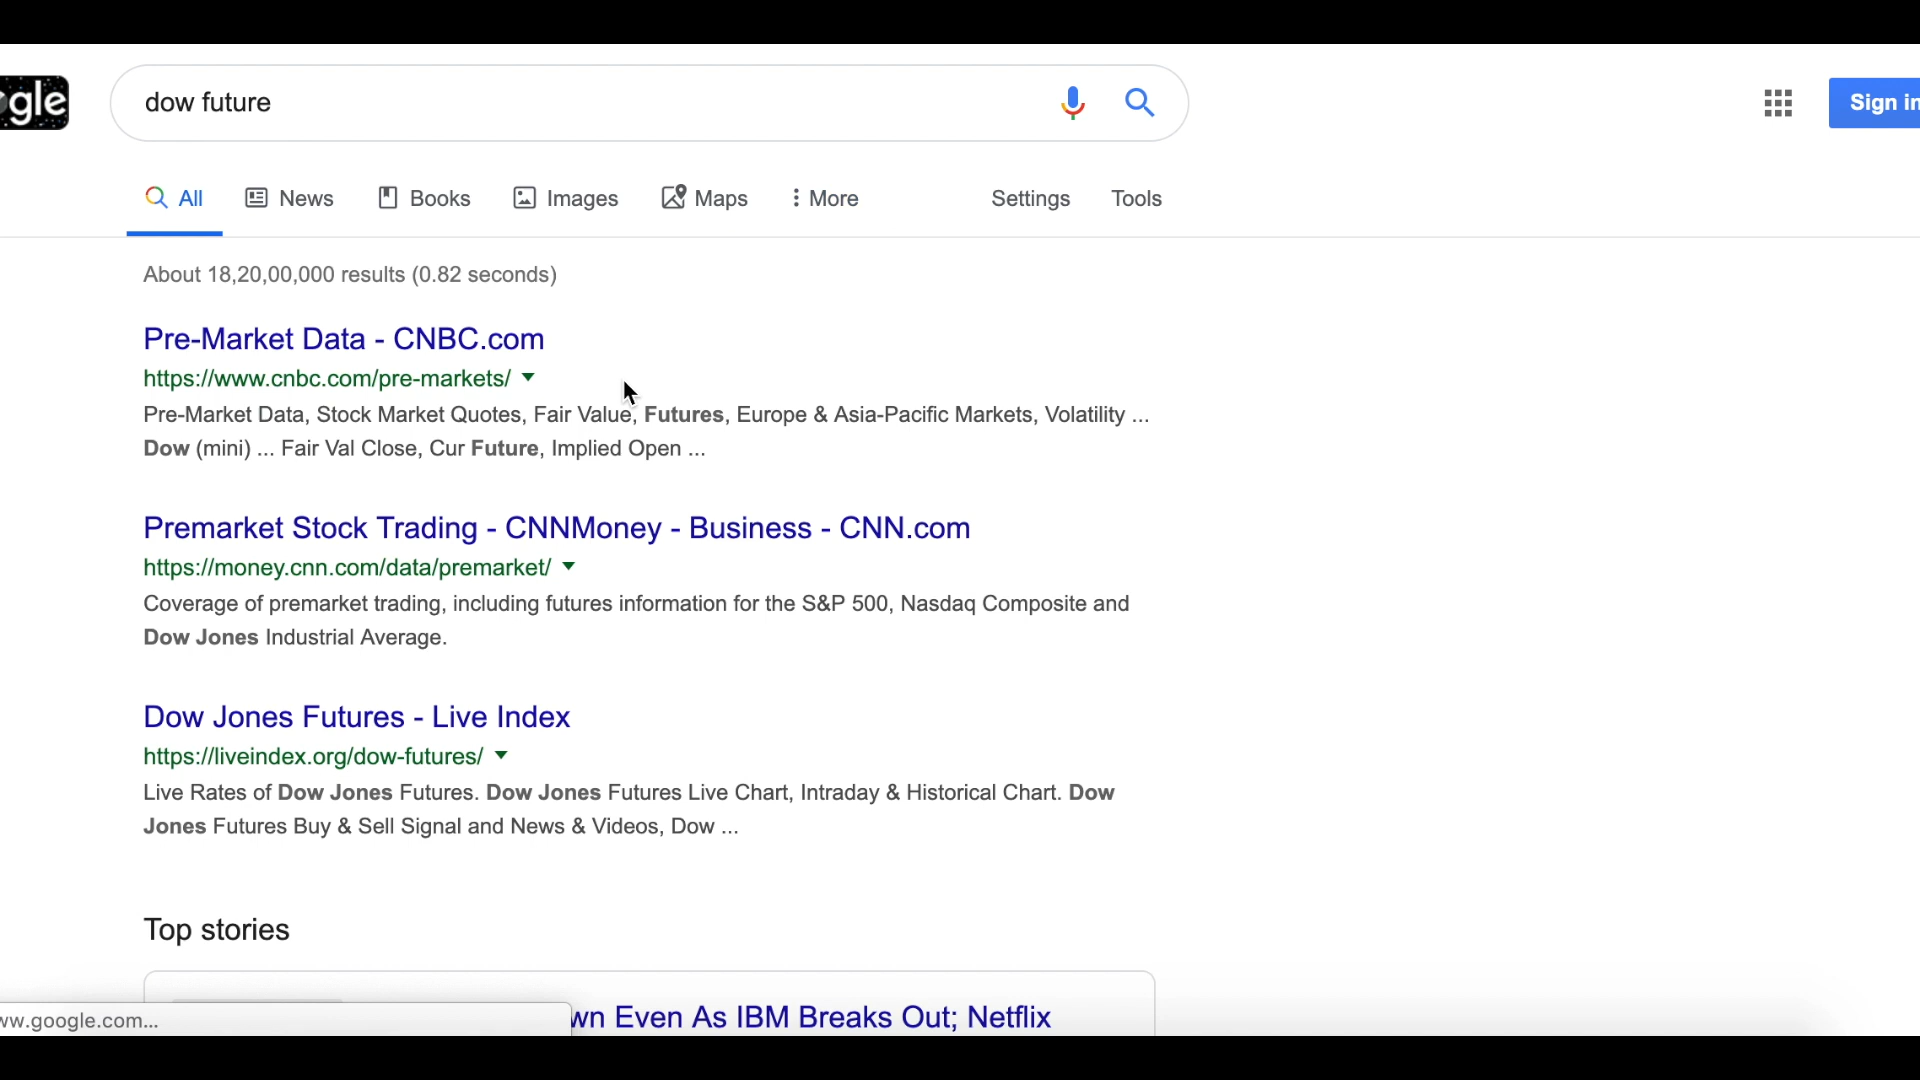 gle
dow future
Sign in
All News Books Images Maps More Settings Tools
About 18,20,00,000 results (0.82 seconds)
Pre-Market Data - CNBC.com
https://www.cnbc.com/pre-markets/
Pre-Market Data, Stock Market Quotes, Fair Value, Futures, Europe & Asia-Pacific Markets, Volatility ...
Dow (mini) ... Fair Val Close, Cur Future, Implied Open ...
Premarket Stock Trading - CNNMoney - Business - CNN.com
https://money.cnn.com/data/premarket/
Coverage of premarket trading, including futures information for the S&P 500, Nasdaq Composite and
Dow Jones Industrial Average.
Dow Jones Futures - Live Index
https://liveindex.org/dow-futures/
Live Rates of Dow Jones Futures. Dow Jones Futures Live Chart, Intraday & Historical Chart. Dow
Jones Futures Buy & Sell Signal and News & Videos, Dow ...
Top stories
wn Even As IBM Breaks Out; Netflix
ww.google.com...